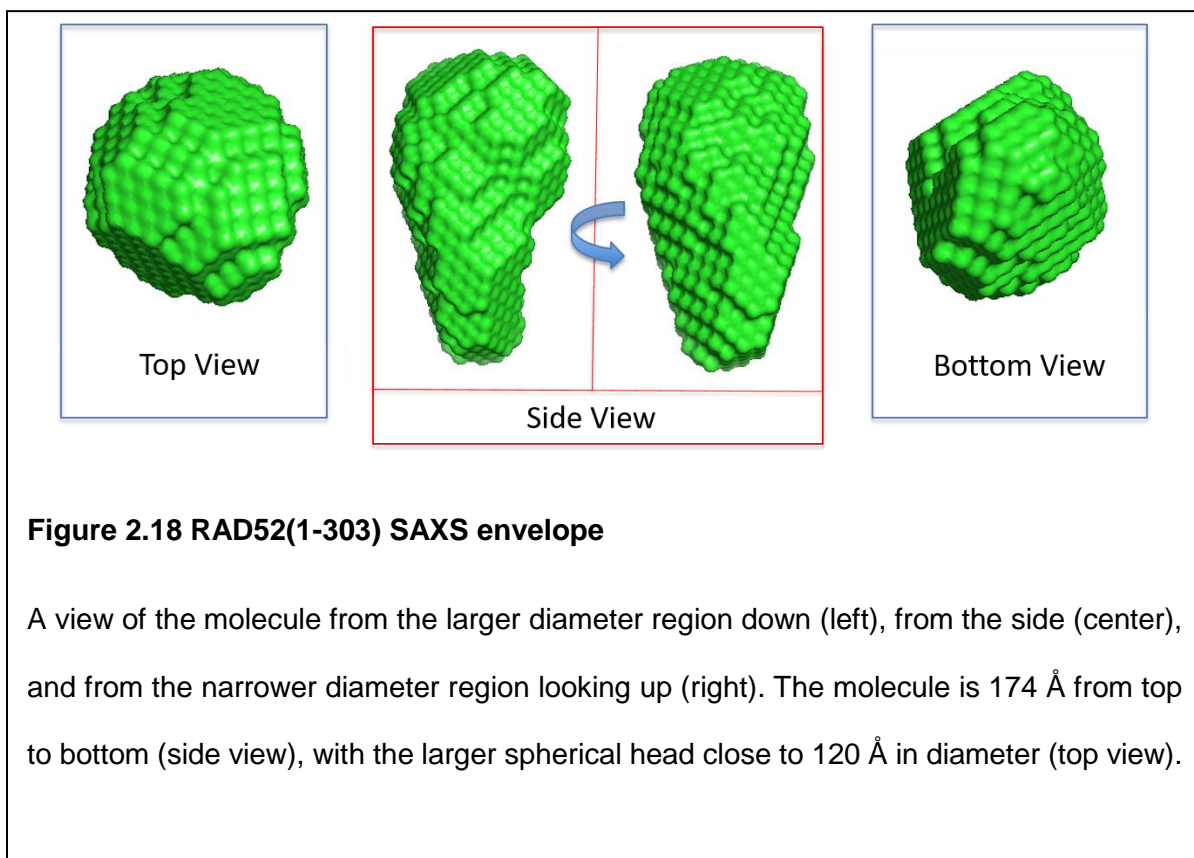 Top View
Side View
Bottom View
Figure 2.18 RAD52(1-303) SAXS envelope
A view of the molecule from the larger diameter region down (left), from the side (center),
and from the narrower diameter region looking up (right). The molecule is 174 Å from top
to bottom (side view), with the larger spherical head close to 120 Å in diameter (top view).